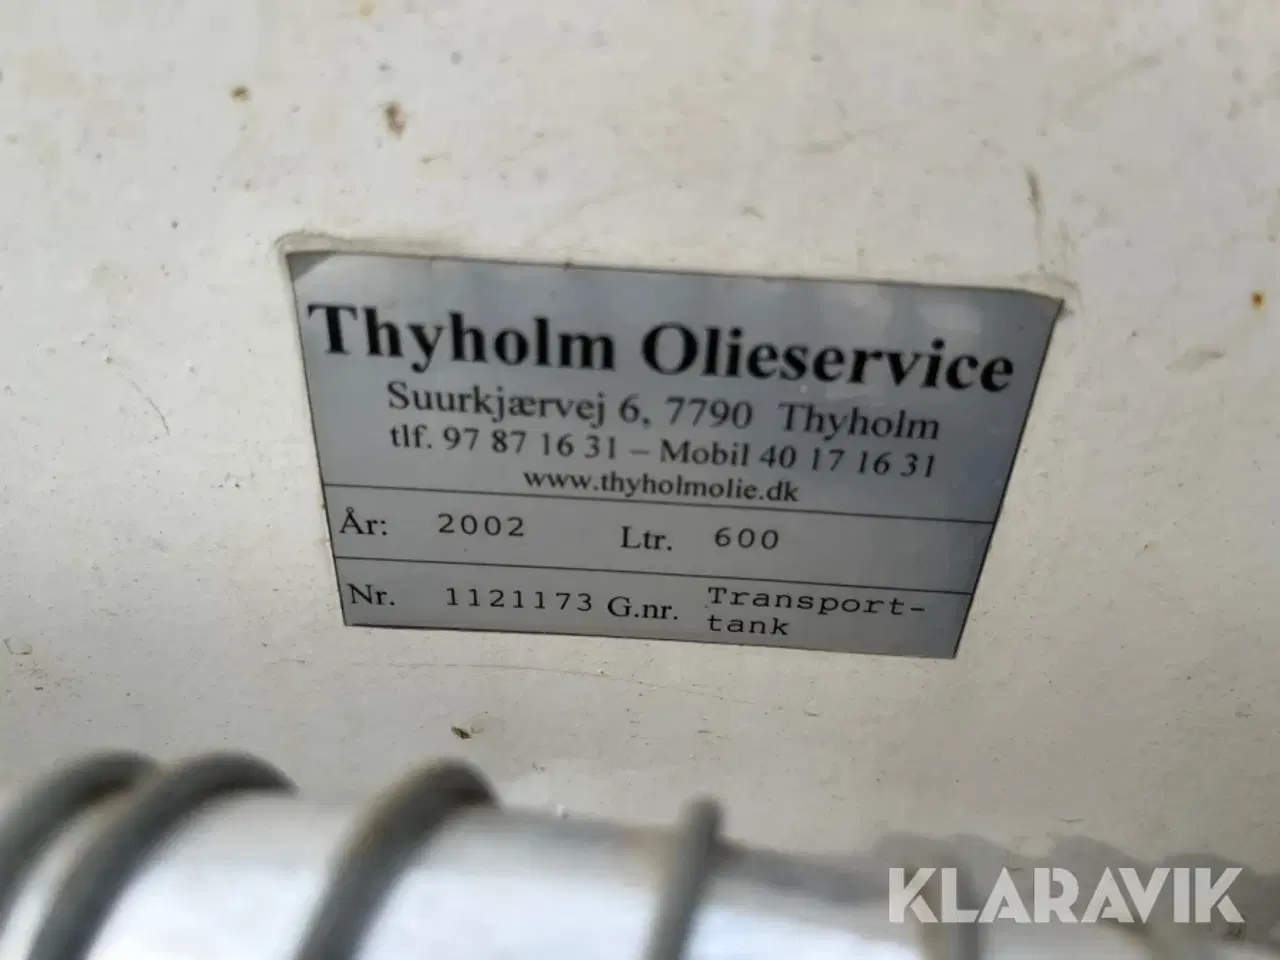 Thyholm Olieservice
Suurkjærvej 6, 7790 Thyholm
tlf. 97 87 16 31 – Mobil 40 17 16 31
www.thyholmolie.dk
År: 2002 Ltr. 600
Nr. 1121173 G.nr. Transport-
tank
KLARAVIK